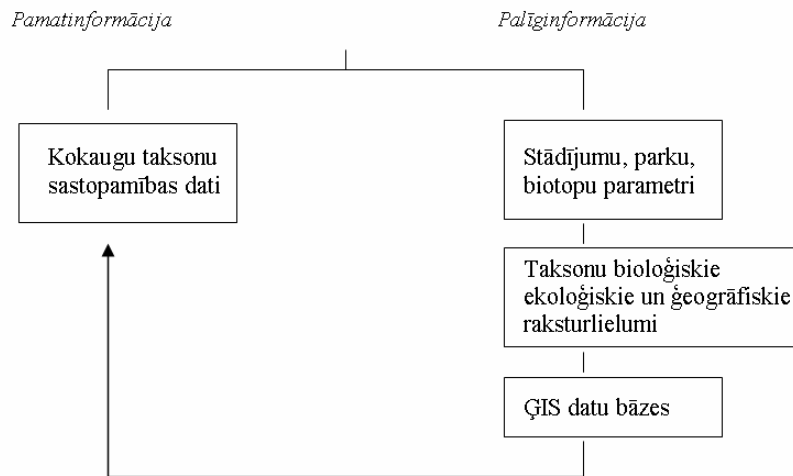 Pamatinformācija
Palīginformācija
Kokaugu taksonu
sastopamības dati
Stādījumu, parku,
biotopu parametri
Taksonu bioloģiskie
ekoloģiskie un ģeogrāfiskie
raksturlielumi
ĢIS datu bāzes